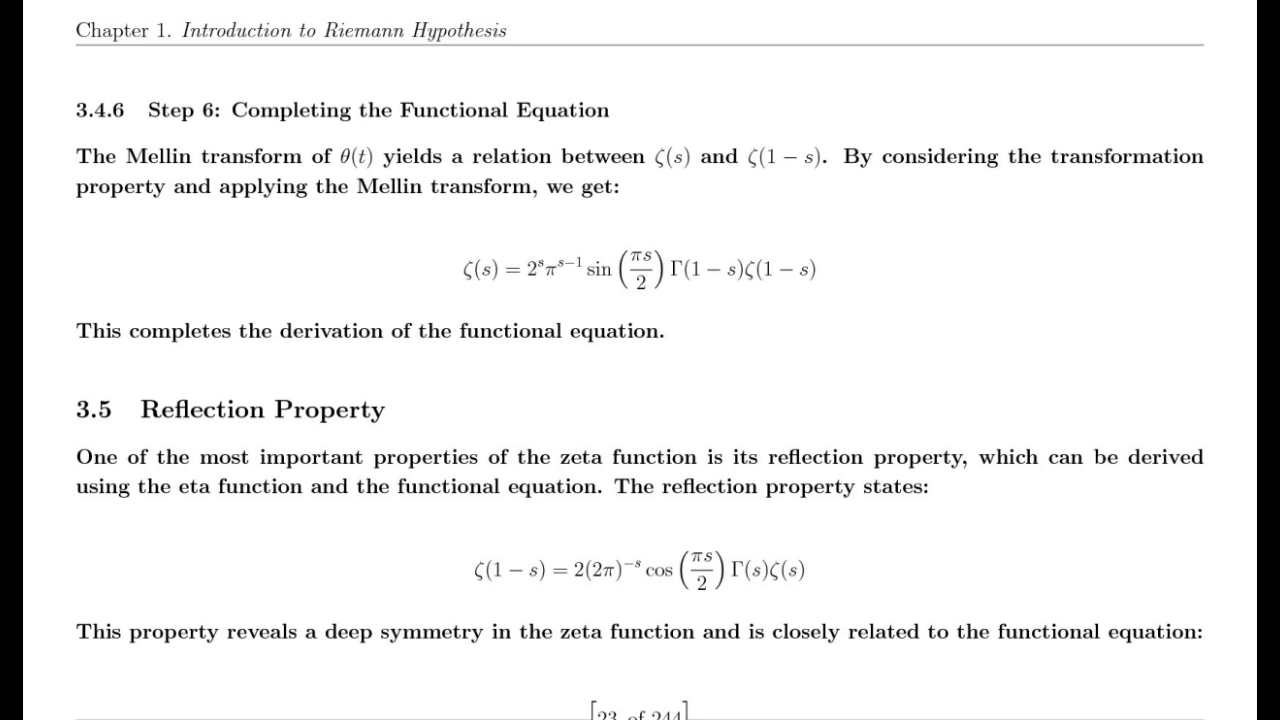 Chapter 1. Introduction to Riemann Hypothesis
3.4.6 Step 6: Completing the Functional Equation
The Mellin transform of θ(t) yields a relation between ζ(s) and ζ(1 − s). By considering the transformation
property and applying the Mellin transform, we get:
ζ(s) = 2^s π^{s−1} sin (πs/2) Γ(1 − s)ζ(1 − s)
This completes the derivation of the functional equation.
3.5 Reflection Property
One of the most important properties of the zeta function is its reflection property, which can be derived
using the eta function and the functional equation. The reflection property states:
ζ(1 − s) = 2(2π)^{−s} cos (πs/2) Γ(s)ζ(s)
This property reveals a deep symmetry in the zeta function and is closely related to the functional equation:
[23 of 244]